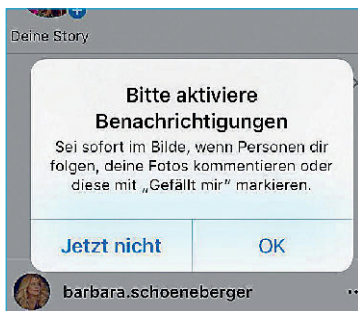 Deine Story
Bitte aktiviere
Benachrichtigungen
Sei sofort im Bilde, wenn Personen dir
folgen, deine Fotos kommentieren oder
diese mit „Gefällt mir“ markieren.
Jetzt nicht
OK
barbara.schoeneberger